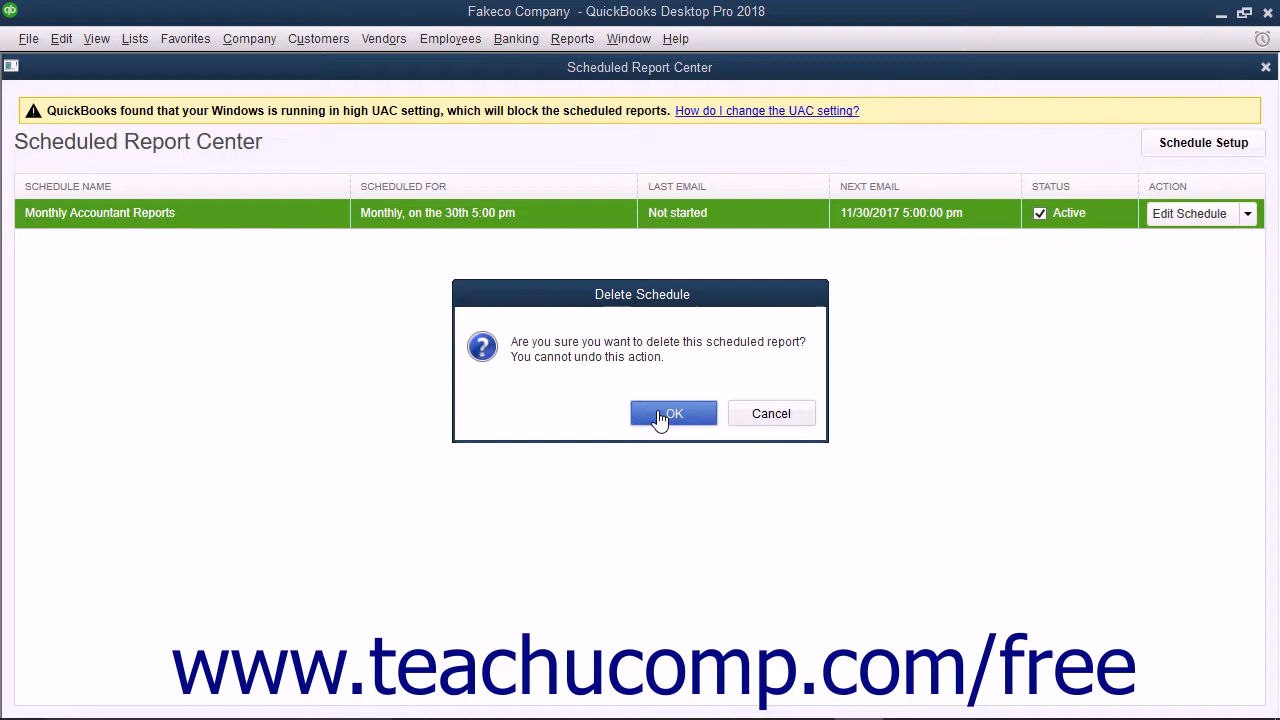 Fakeco Company - QuickBooks Desktop Pro 2018
File Edit View Lists Favorites Company Customers Vendors Employees Banking Reports Window Help
Scheduled Report Center
QuickBooks found that your Windows is running in high UAC setting, which will block the scheduled reports. How do I change the UAC setting?
Scheduled Report Center
Schedule Setup
SCHEDULE NAME SCHEDULED FOR LAST EMAIL NEXT EMAIL STATUS ACTION
Monthly Accountant Reports Monthly, on the 30th 5:00 pm Not started 11/30/2017 5:00:00 pm Active Edit Schedule
Delete Schedule
Are you sure you want to delete this scheduled report?
You cannot undo this action.
OK Cancel
www.teachucomp.com/free